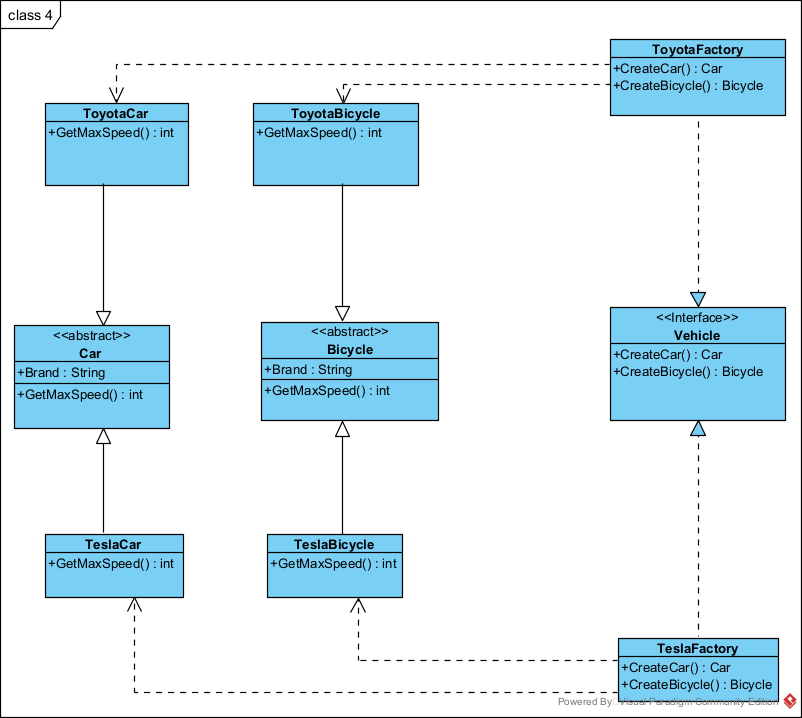 class 4
ToyotaFactory
+CreateCar() : Car
+CreateBicycle() : Bicycle
ToyotaCar
+GetMaxSpeed() : int
ToyotaBicycle
+GetMaxSpeed() : int
<<abstract>>
Car
+Brand : String
+GetMaxSpeed() : int
<<abstract>>
Bicycle
+Brand : String
+GetMaxSpeed() : int
<<Interface>>
Vehicle
+CreateCar() : Car
+CreateBicycle() : Bicycle
TeslaCar
+GetMaxSpeed() : int
TeslaBicycle
+GetMaxSpeed() : int
TeslaFactory
+CreateCar() : Car
+CreateBicycle() : Bicycle
Powered By Visual Paradigm Community Edition